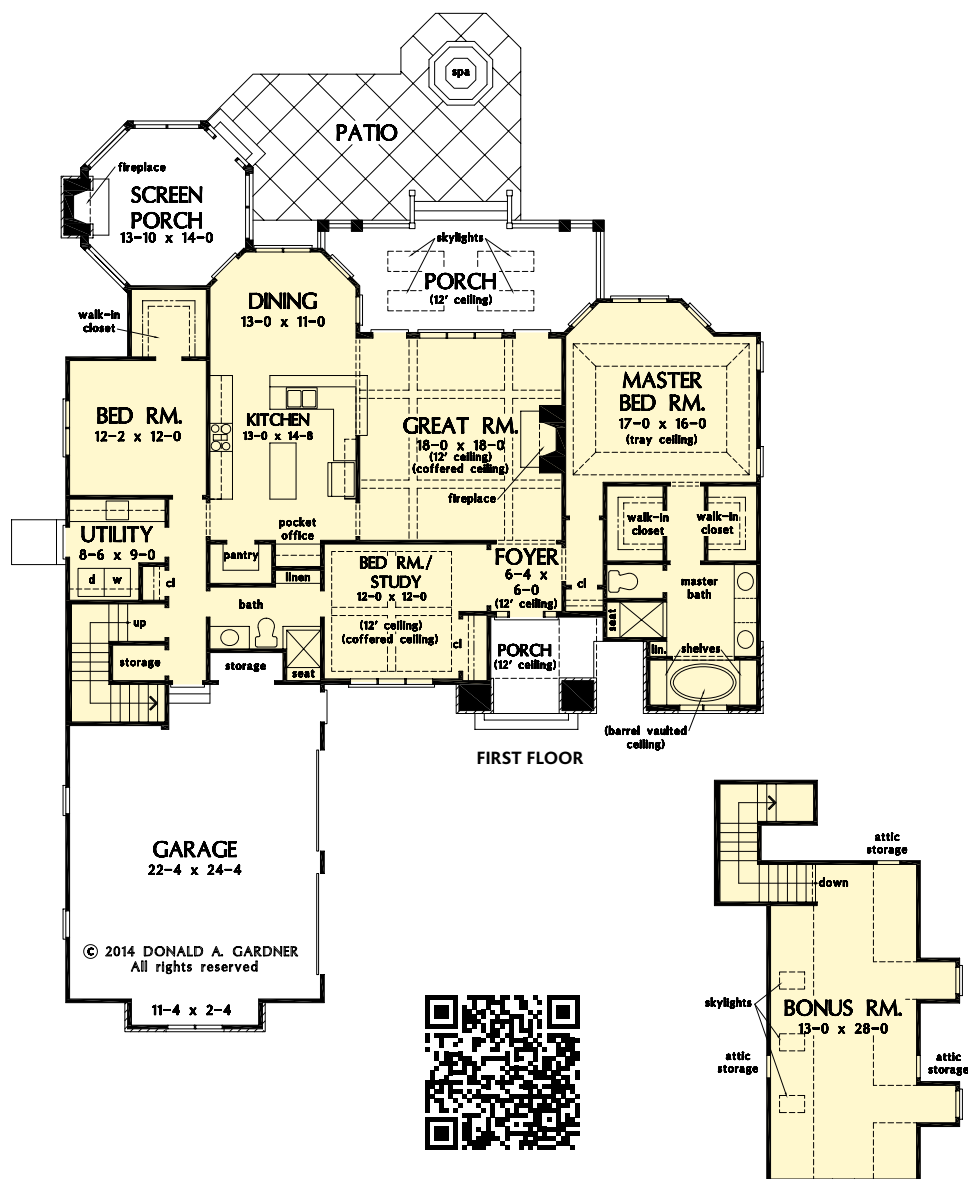 spa
PATIO
fireplace
SCREEN
PORCH
13-10 x 14-0
skylights
PORCH
(12' ceiling)
DINING
13-0 x 11-0
walk-in
closet
MASTER
BED RM.
17-0 x 16-0
(tray ceiling)
BED RM.
12-2 x 12-0
KITCHEN
13-0 x 14-8
GREAT RM.
18-0 x 18-0
(12' ceiling)
(coffered ceiling)
fireplace
walk-in
closet
walk-in
closet
UTILITY
8-6 x 9-0
d w
cl
pocket
office
pantry
linen
BED RM./
STUDY
12-0 x 12-0
(12' ceiling)
(coffered ceiling)
cl
FOYER
6-4 x
6-0
(12' ceiling)
cl
master
bath
seat
bath
up
storage
storage
seat
PORCH
(12' ceiling)
lin.
shelves
(barrel vaulted
ceiling)
FIRST FLOOR
GARAGE
22-4 x 24-4
© 2014 DONALD A. GARDNER
All rights reserved
11-4 x 2-4
attic
storage
down
skylights
BONUS RM.
13-0 x 28-0
attic
storage
attic
storage